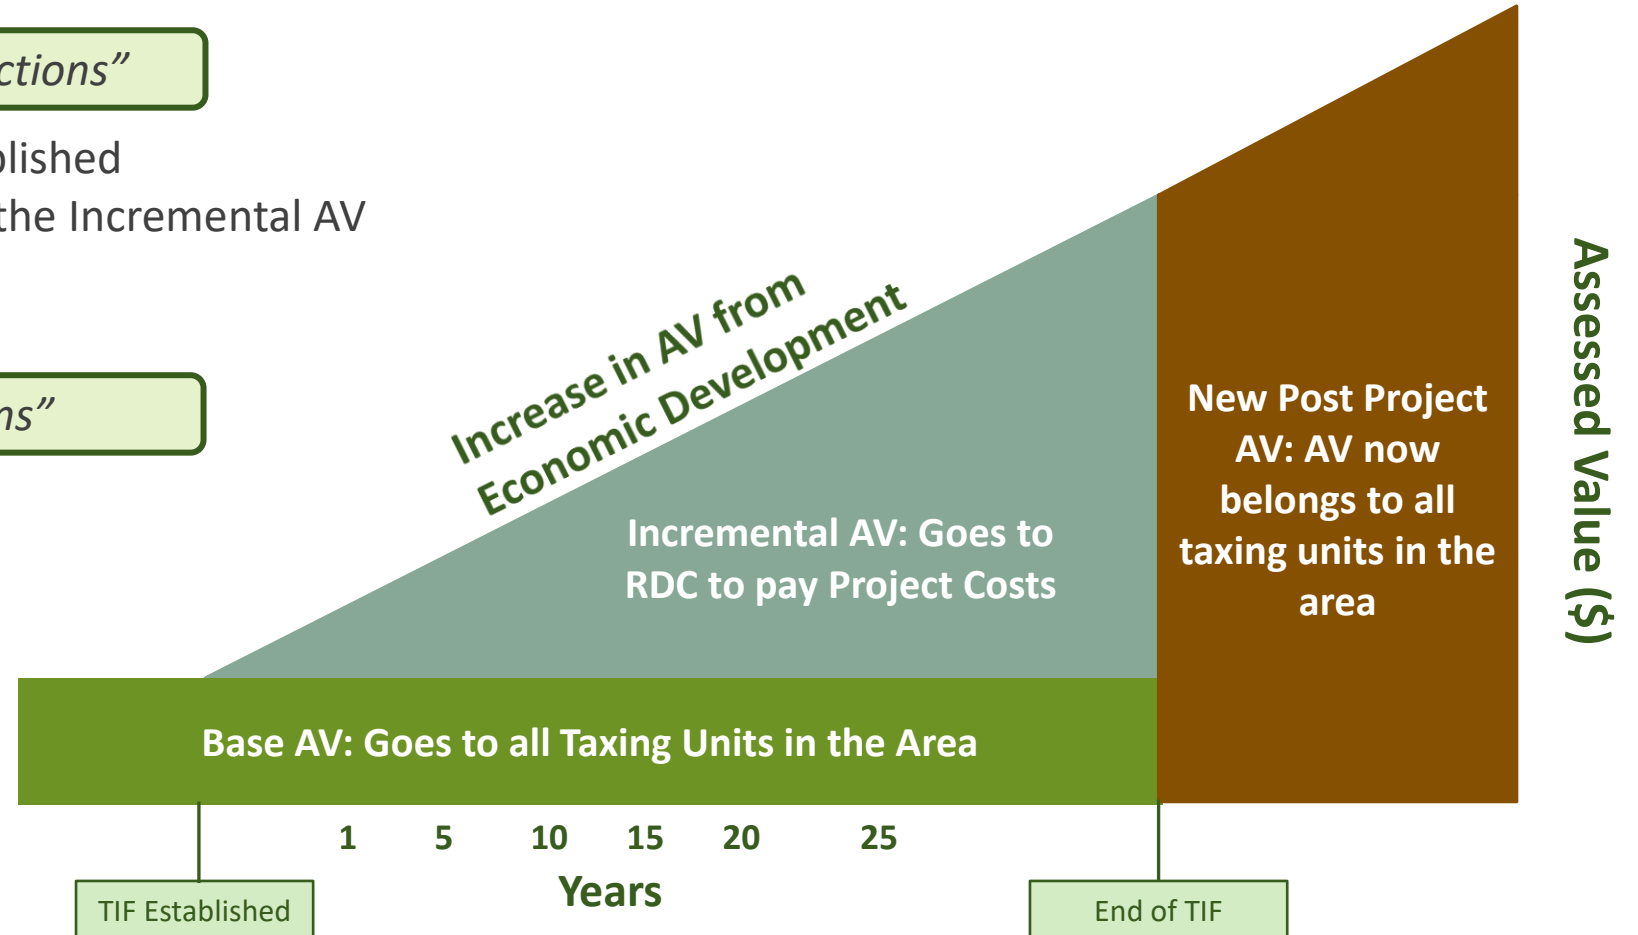 ctions”
blished
the Incremental AV
ns”
Increase in AV from
Economic Development
Incremental AV: Goes to
RDC to pay Project Costs
New Post Project
AV: AV now
belongs to all
taxing units in the
area
Assessed Value ($)
Base AV: Goes to all Taxing Units in the Area
1 5 10 15 20 25
Years
TIF Established
End of TIF